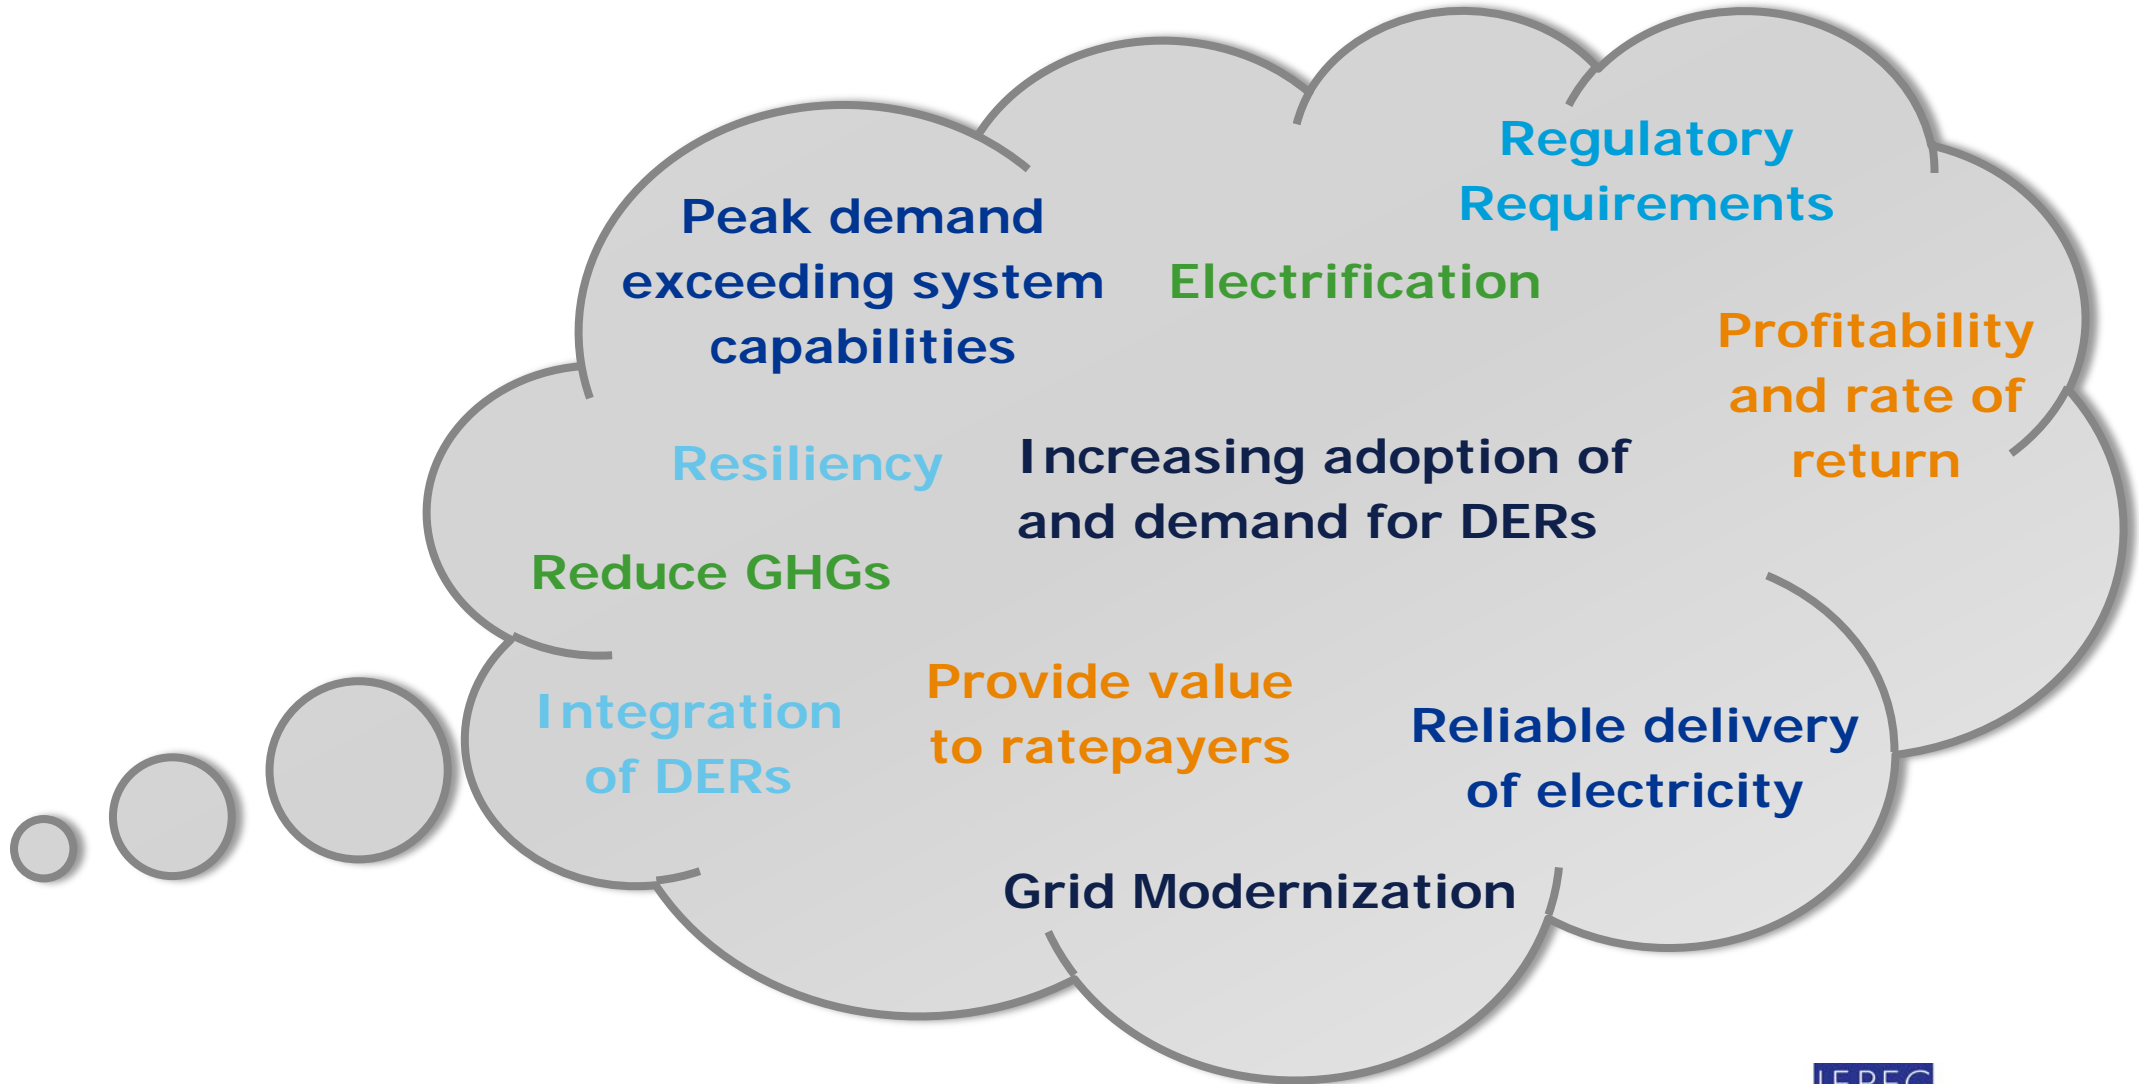 Regulatory
Requirements
Peak demand
exceeding system
capabilities
Electrification
Profitability
and rate of
return
Resiliency
Increasing adoption of
and demand for DERs
Reduce GHGs
Integration
of DERs
Provide value
to ratepayers
Reliable delivery
of electricity
Grid Modernization